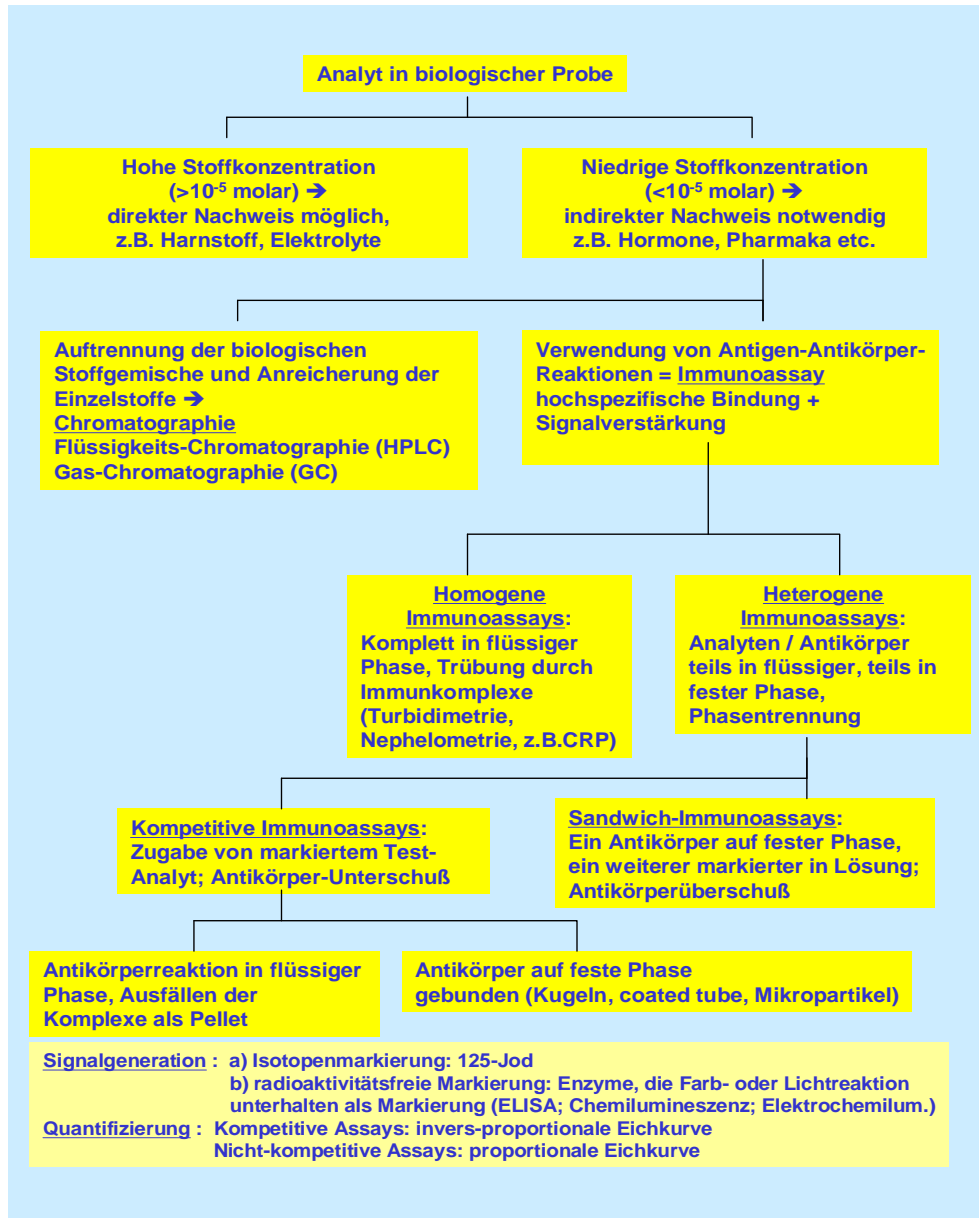 Analyt in biologischer Probe
Hohe Stoffkonzentration
(>10⁻⁵ molar) ➔
direkter Nachweis möglich,
z.B. Harnstoff, Elektrolyte
Niedrige Stoffkonzentration
(<10⁻⁵ molar) ➔
indirekter Nachweis notwendig
z.B. Hormone, Pharmaka etc.
Auftrennung der biologischen
Stoffgemische und Anreicherung der
Einzelstoffe ➔
Chromatographie
Flüssigkeits-Chromatographie (HPLC)
Gas-Chromatographie (GC)
Verwendung von Antigen-Antikörper-
Reaktionen = Immunoassay
hochspezifische Bindung +
Signalverstärkung
Homogene
Immunoassays:
Komplett in flüssiger
Phase, Trübung durch
Immunkomplexe
(Turbidimetrie,
Nephelometrie, z.B.CRP)
Heterogene
Immunoassays:
Analyten / Antikörper
teils in flüssiger, teils in
fester Phase,
Phasentrennung
Kompetitive Immunoassays:
Zugabe von markiertem Test-
Analyt; Antikörper-Unterschuß
Sandwich-Immunoassays:
Ein Antikörper auf fester Phase,
ein weiterer markierter in Lösung;
Antikörperüberschuß
Antikörperreaktion in flüssiger
Phase, Ausfällen der
Komplexe als Pellet
Antikörper auf feste Phase
gebunden (Kugeln, coated tube, Mikropartikel)
Signalgeneration : a) Isotopenmarkierung: 125-Jod
b) radioaktivitätsfreie Markierung: Enzyme, die Farb- oder Lichtreaktion
unterhalten als Markierung (ELISA; Chemilumineszenz; Elektrochemilum.)
Quantifizierung : Kompetitive Assays: invers-proportionale Eichkurve
Nicht-kompetitive Assays: proportionale Eichkurve